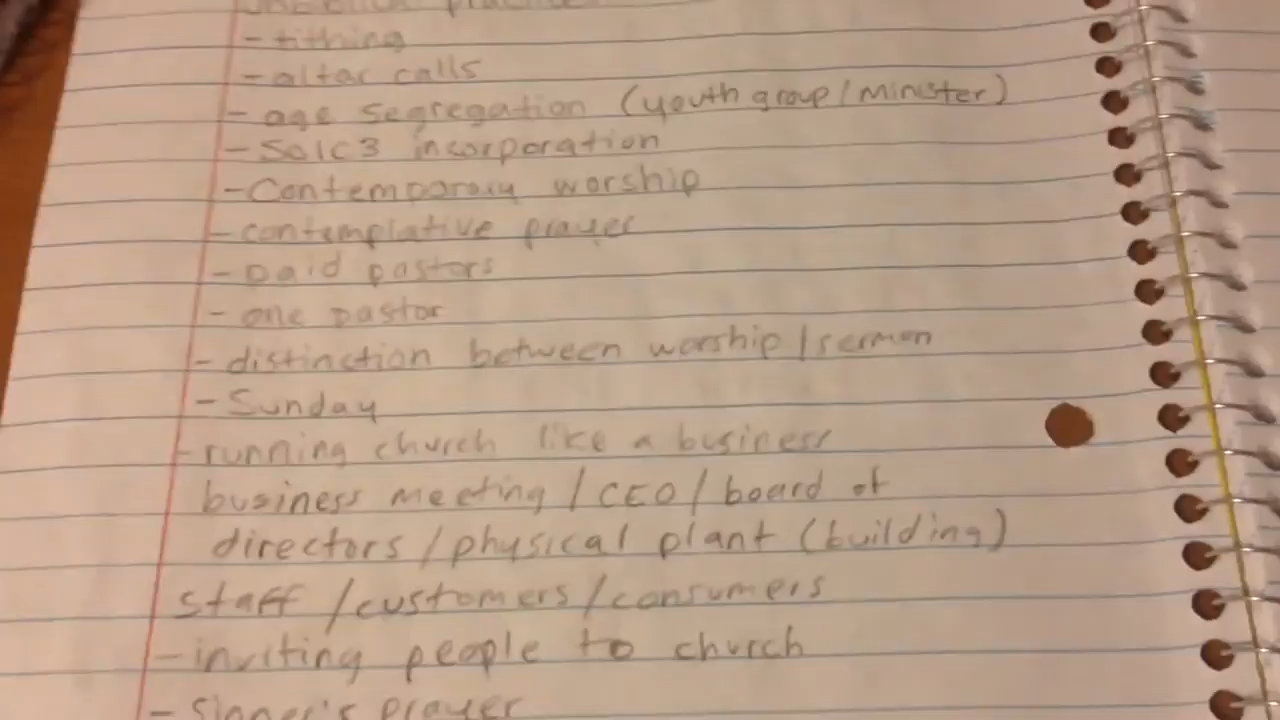 - tithing
- altar calls
- age segregation (youth group/minister)
- 501C3 incorporation
- Contemporary worship
- contemplative prayer
- paid pastors
- one pastor
- distinction between worship/sermon
- Sunday
- running church like a business
business meeting/CEO/board of
directors/physical plant (building)
staff/customers/consumers
- inviting people to church
- sinner's prayer